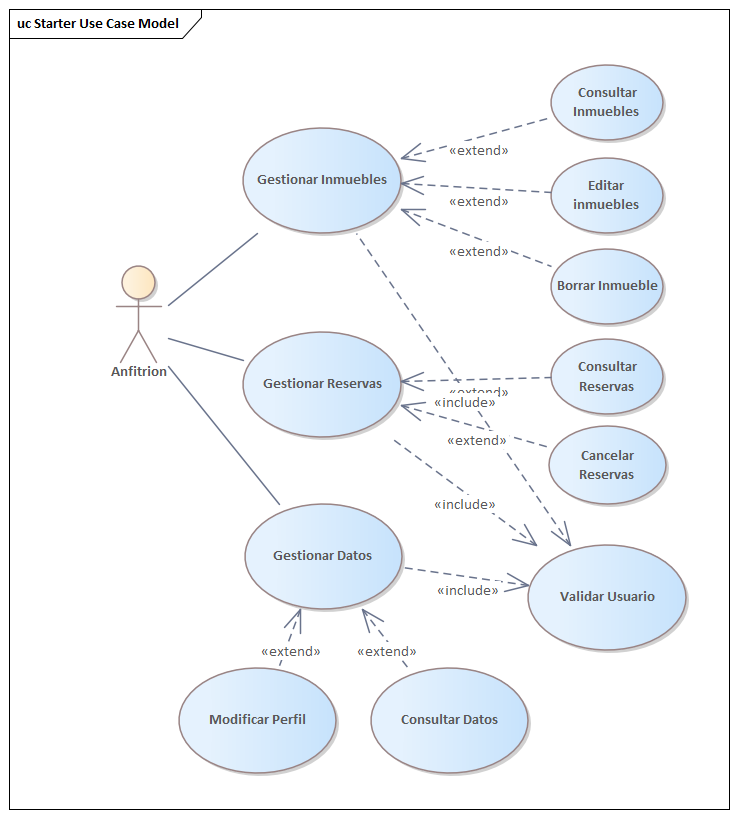 uc Starter Use Case Model
Consultar
Inmuebles
«extend»
Gestionar Inmuebles
Editar
inmuebles
«extend»
«extend»
Borrar Inmueble
Anfitrion
Gestionar Reservas
Consultar
Reservas
«extend»
«include»
«extend»
Cancelar
Reservas
«include»
Gestionar Datos
«include»
Validar Usuario
«extend»
«extend»
Modificar Perfil
Consultar Datos